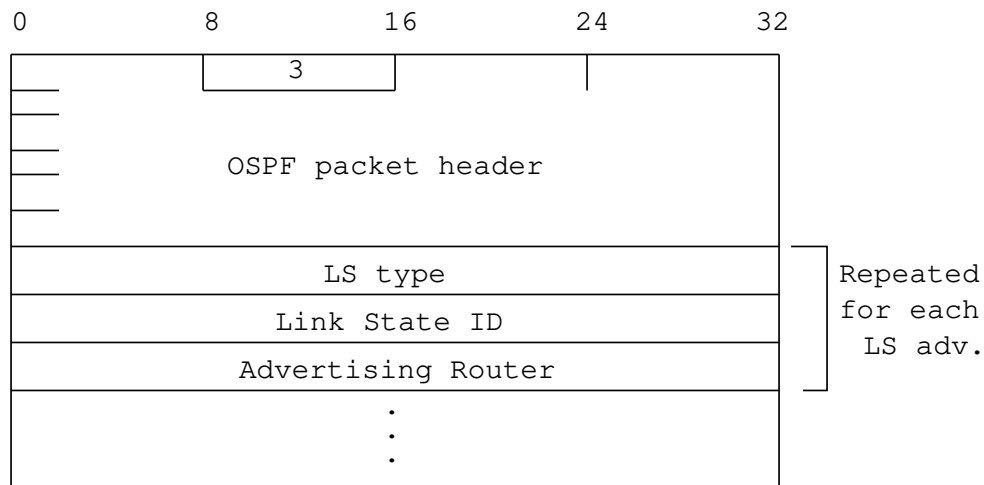 0 8 16 24 32
3
OSPF packet header
LS type
Link State ID
Advertising Router
Repeated
for each
LS adv.